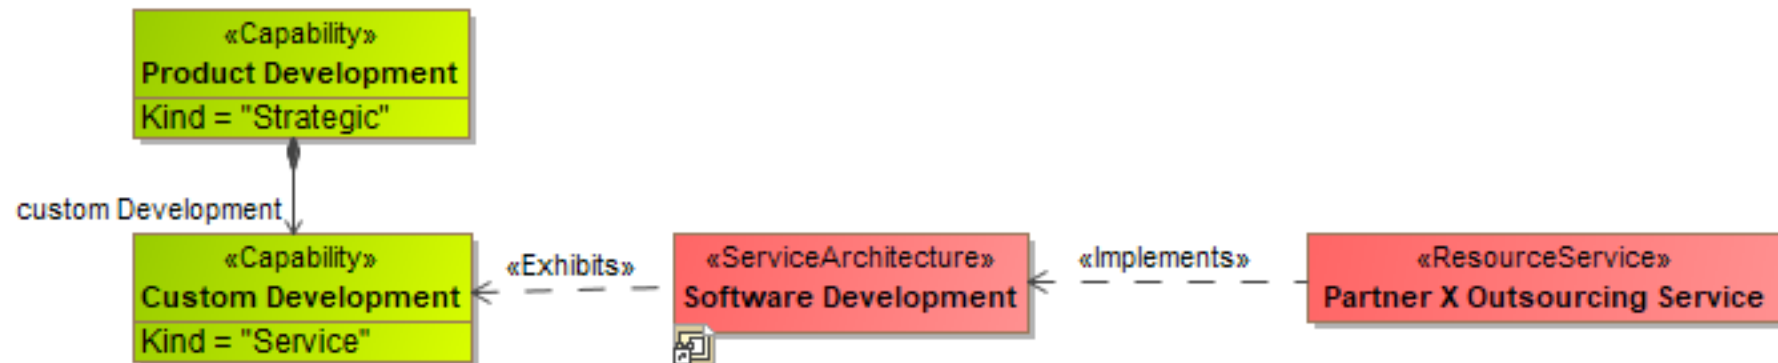 «Capability»
Product Development
Kind = "Strategic"
custom Development
«Capability»
Custom Development
Kind = "Service"
«Exhibits»
«ServiceArchitecture»
Software Development
«Implements»
«ResourceService»
Partner X Outsourcing Service